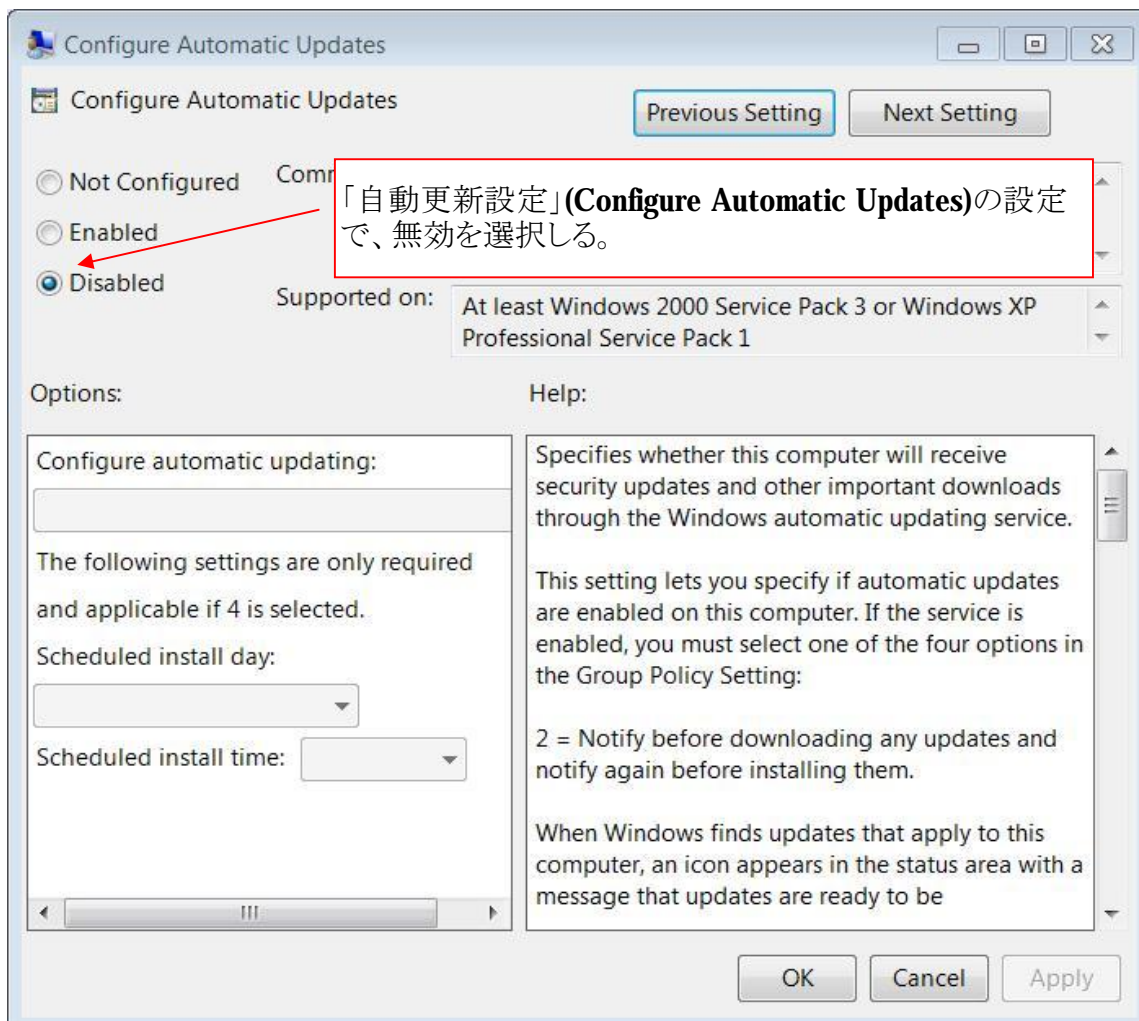 Configure Automatic Updates
Configure Automatic Updates
Previous Setting
Next Setting
Not Configured
Enabled
Disabled
「自動更新設定」(Configure Automatic Updates)の設定
で、無効を選択しる。
Supported on:
At least Windows 2000 Service Pack 3 or Windows XP
Professional Service Pack 1
Options:
Help:
Configure automatic updating:
The following settings are only required
and applicable if 4 is selected.
Scheduled install day:
Scheduled install time:
Specifies whether this computer will receive
security updates and other important downloads
through the Windows automatic updating service.
This setting lets you specify if automatic updates
are enabled on this computer. If the service is
enabled, you must select one of the four options in
the Group Policy Setting:
2 = Notify before downloading any updates and
notify again before installing them.
When Windows finds updates that apply to this
computer, an icon appears in the status area with a
message that updates are ready to be
OK
Cancel
Apply